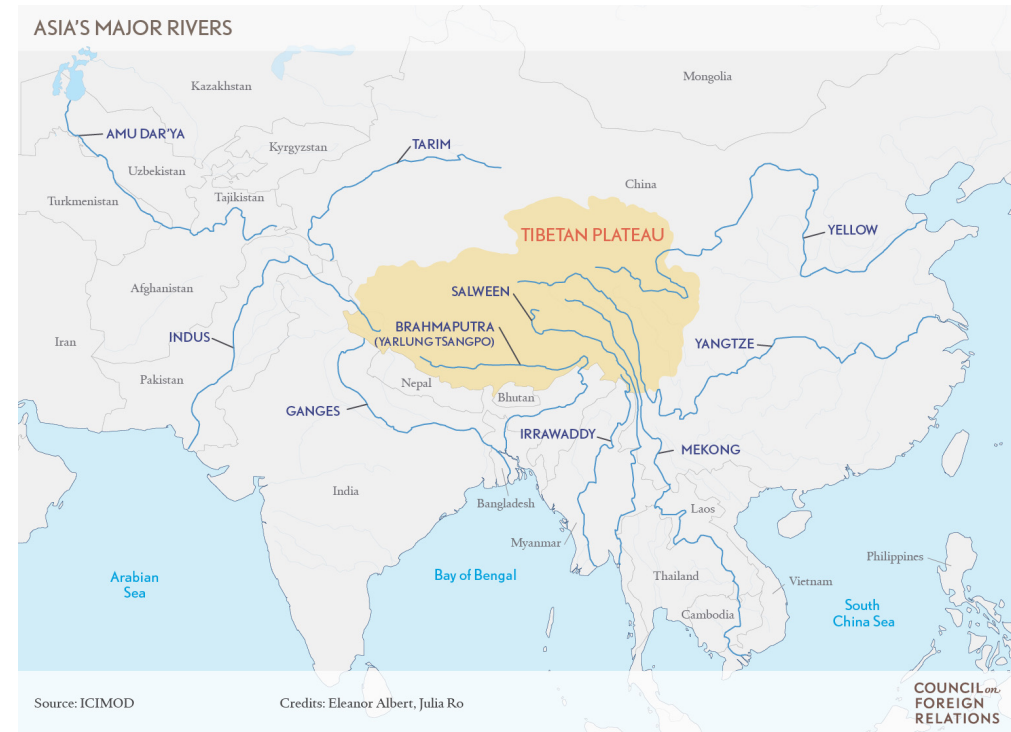 ASIA'S MAJOR RIVERS
Kazakhstan
Mongolia
AMU DAR'YA
TARIM
Kyrgyzstan
Uzbekistan
Turkmenistan
Tajikistan
China
TIBETAN PLATEAU
YELLOW
Afghanistan
SALWEEN
BRAHMAPUTRA
(YARLUNG TSANGPO)
Iran
INDUS
YANGTZE
Pakistan
Nepal
Bhutan
GANGES
IRRAWADDY
MEKONG
India
Bangladesh
Laos
Myanmar
Philippines
Arabian
Sea
Bay of Bengal
Thailand
Vietnam
Cambodia
South
China Sea
Source: ICIMOD
Credits: Eleanor Albert, Julia Ro
COUNCIL on
FOREIGN
RELATIONS